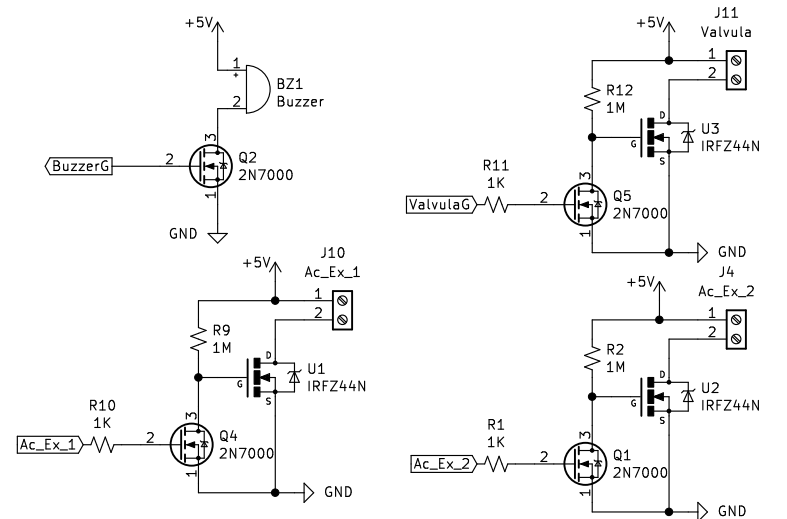 +5V
1
+
BZ1
Buzzer
2
3
BuzzerG
2
Q2
2N7000
1
GND
J11
Valvula
+5V
1
2
R12
1M
D
U3
IRFZ44N
G
S
R11
1K
3
ValvulaG
2
Q5
2N7000
1
GND
J10
Ac_Ex_1
+5V
1
2
R9
1M
D
U1
IRFZ44N
G
S
R10
1K
3
Ac_Ex_1
2
Q4
2N7000
1
GND
J4
Ac_Ex_2
+5V
1
2
R2
1M
D
U2
IRFZ44N
G
S
R1
1K
3
Ac_Ex_2
2
Q1
2N7000
1
GND